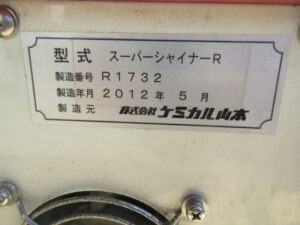 型式 スーパーシャイナーR
製造番号 R1732
製造年月 2012年 5月
製造元 株式会社ケミカル山本